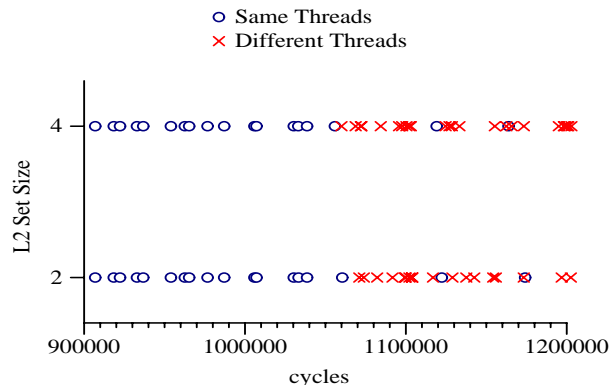 Same Threads
Different Threads
4
L2 Set Size
2
900000 1000000 1100000 1200000
cycles